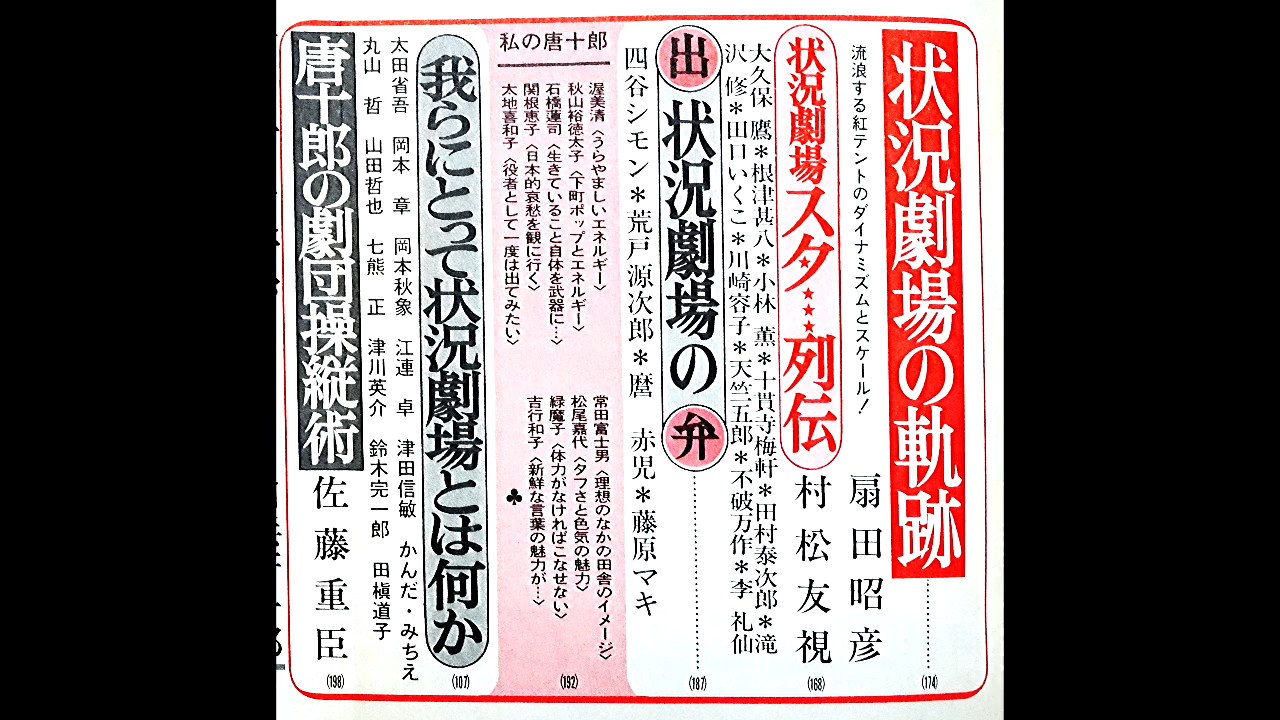 状況劇場の軌跡
流浪する紅テントのダイナミズムとスケール!
扇田昭彦
(174)
状況劇場スター★★★列伝
村松友視
(168)
大久保 鷹*根津甚八*小林 薫*十貫寺梅軒*田村泰次郎*滝
沢 修*田口いくこ*川崎容子*天竺五郎*不破万作*李 礼仙
出 状況劇場の 弁
(187)
四谷シモン*荒戸源次郎*麿 赤児*藤原マキ
私の唐十郎
渥美清〈うらやましいエネルギー〉
秋山祐徳太子〈下町ポップとエネルギー〉
石橋蓮司〈生きていること自体を武器に…〉
関根恵子〈日本的哀愁を観に行く〉
太地喜和子〈役者として一度は出てみたい〉
常田富士男〈理想のなかの田舎のイメージ〉
松尾嘉代〈タフさと色気の魅力〉
緑魔子〈体力がなければこなせない〉
吉行和子〈新鮮な言葉の魅力が…〉
♣
(192)
我らにとって状況劇場とは何か
(107)
太田省吾 岡本 章 岡本秋象 江連 卓 津田信敏 かんだ・みちえ
丸山 哲 山田哲也 七熊 正 津川英介 鈴木完一郎 田槇道子
唐十郎の劇団操縦術
佐藤重臣
(198)